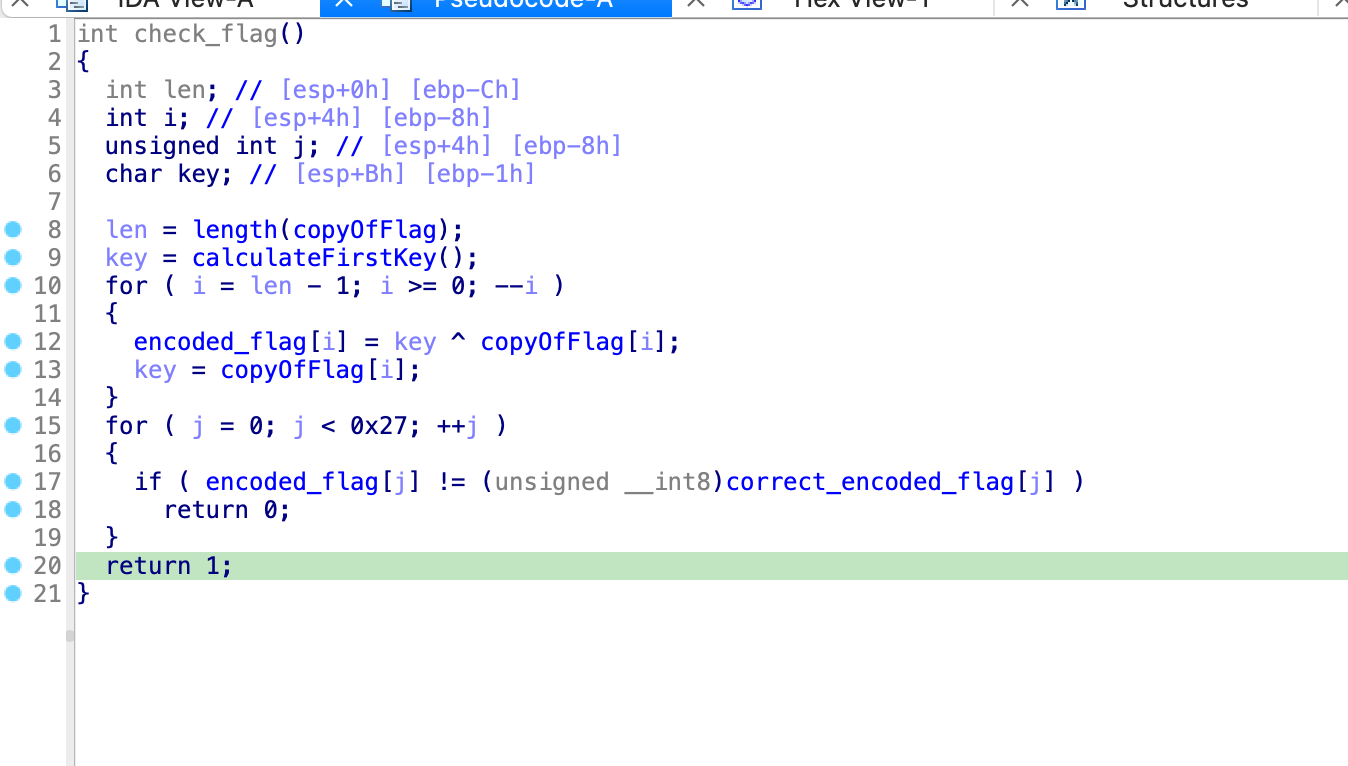 IDA View-A Pseudocode-A Hex View-1 Structures
1 int check_flag()
2 {
3   int len; // [esp+0h] [ebp-Ch]
4   int i; // [esp+4h] [ebp-8h]
5   unsigned int j; // [esp+4h] [ebp-8h]
6   char key; // [esp+Bh] [ebp-1h]
7
8   len = length(copyOfFlag);
9   key = calculateFirstKey();
10   for ( i = len - 1; i >= 0; --i )
11   {
12     encoded_flag[i] = key ^ copyOfFlag[i];
13     key = copyOfFlag[i];
14   }
15   for ( j = 0; j < 0x27; ++j )
16   {
17     if ( encoded_flag[j] != (unsigned __int8)correct_encoded_flag[j] )
18       return 0;
19   }
20   return 1;
21 }